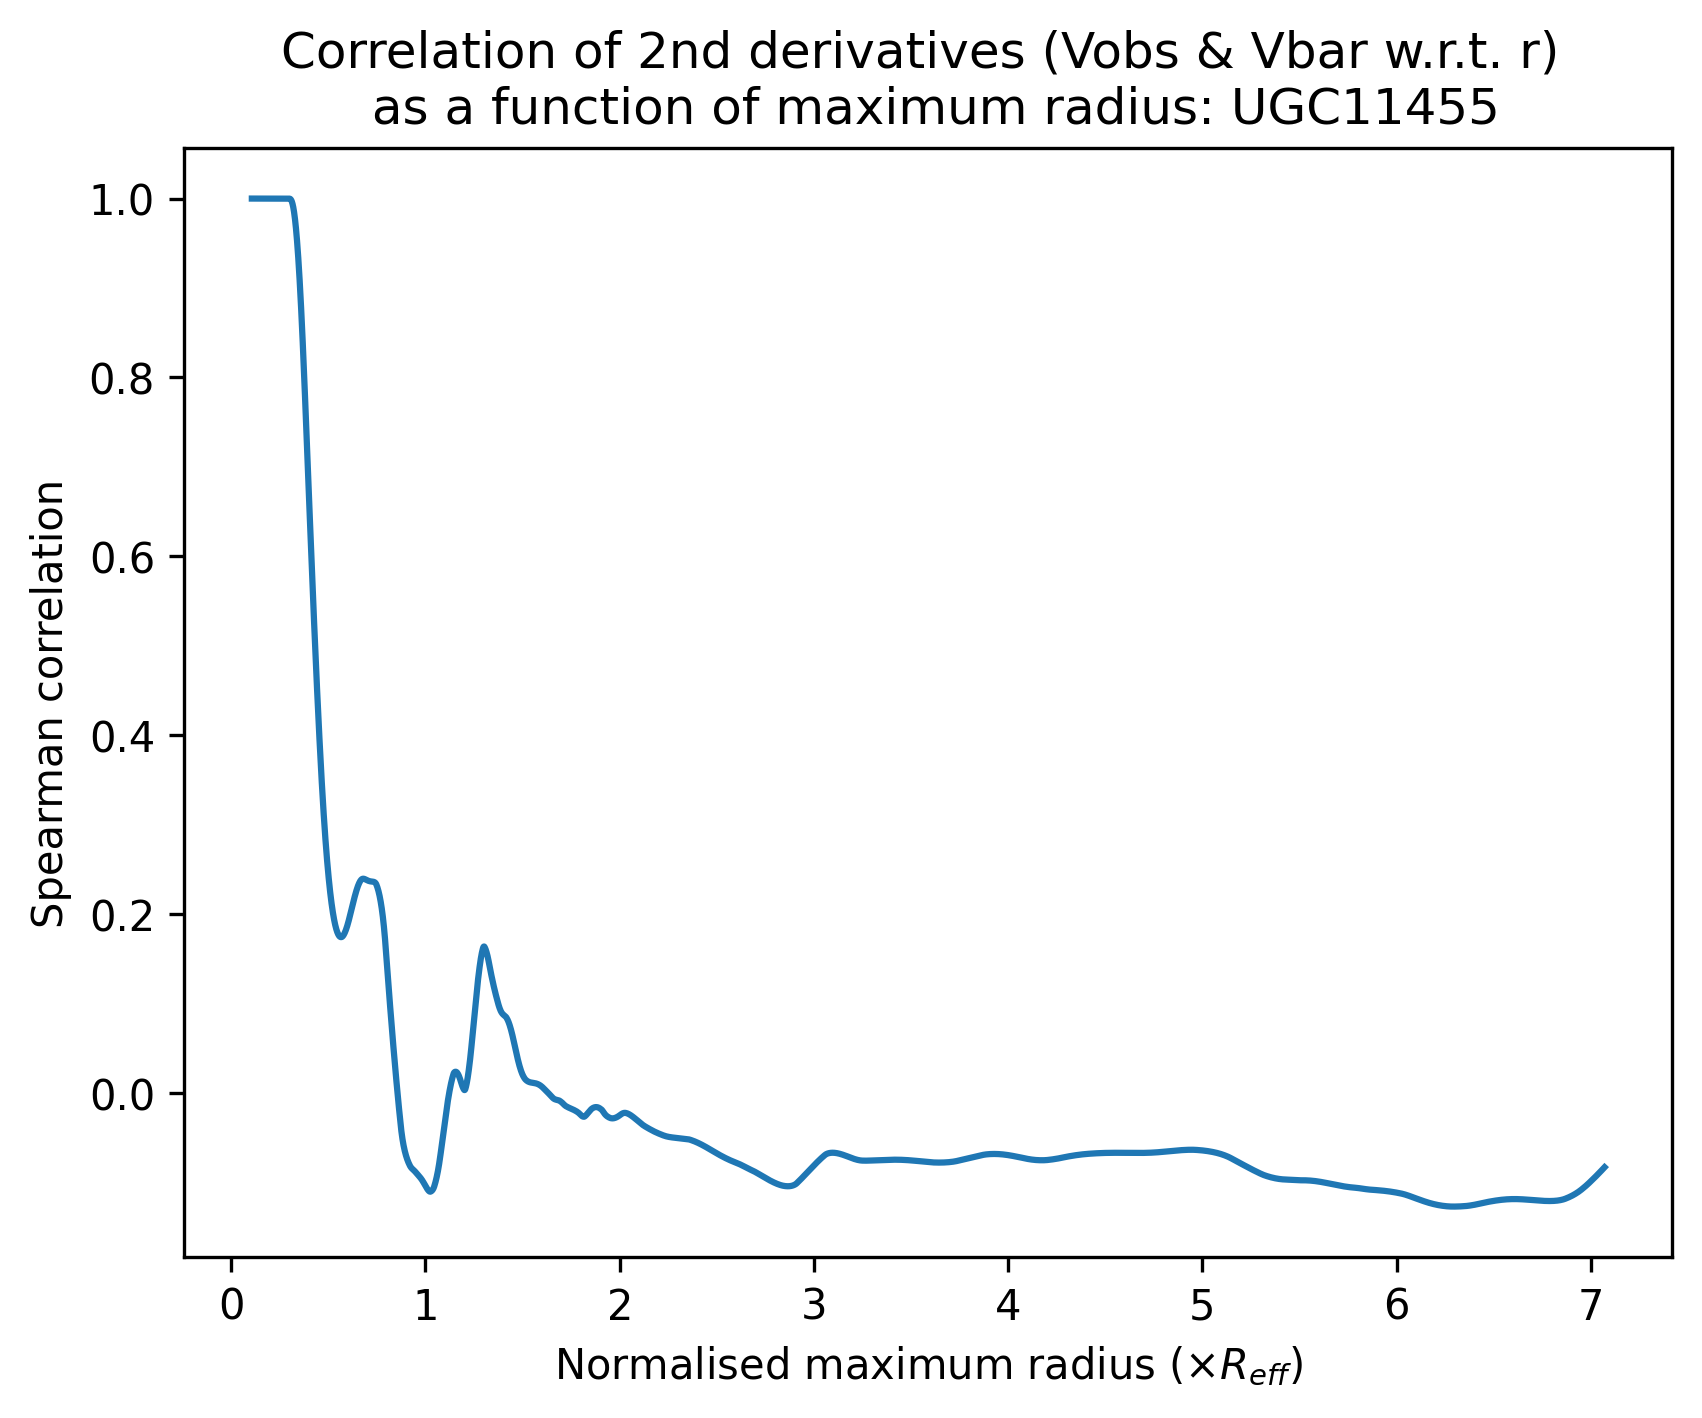 Correlation of 2nd derivatives (Vobs & Vbar w.r.t. r)
as a function of maximum radius: UGC11455
Spearman correlation
1.0
0.8
0.6
0.4
0.2
0.0
0 1 2 3 4 5 6 7
Normalised maximum radius (×R_eff)